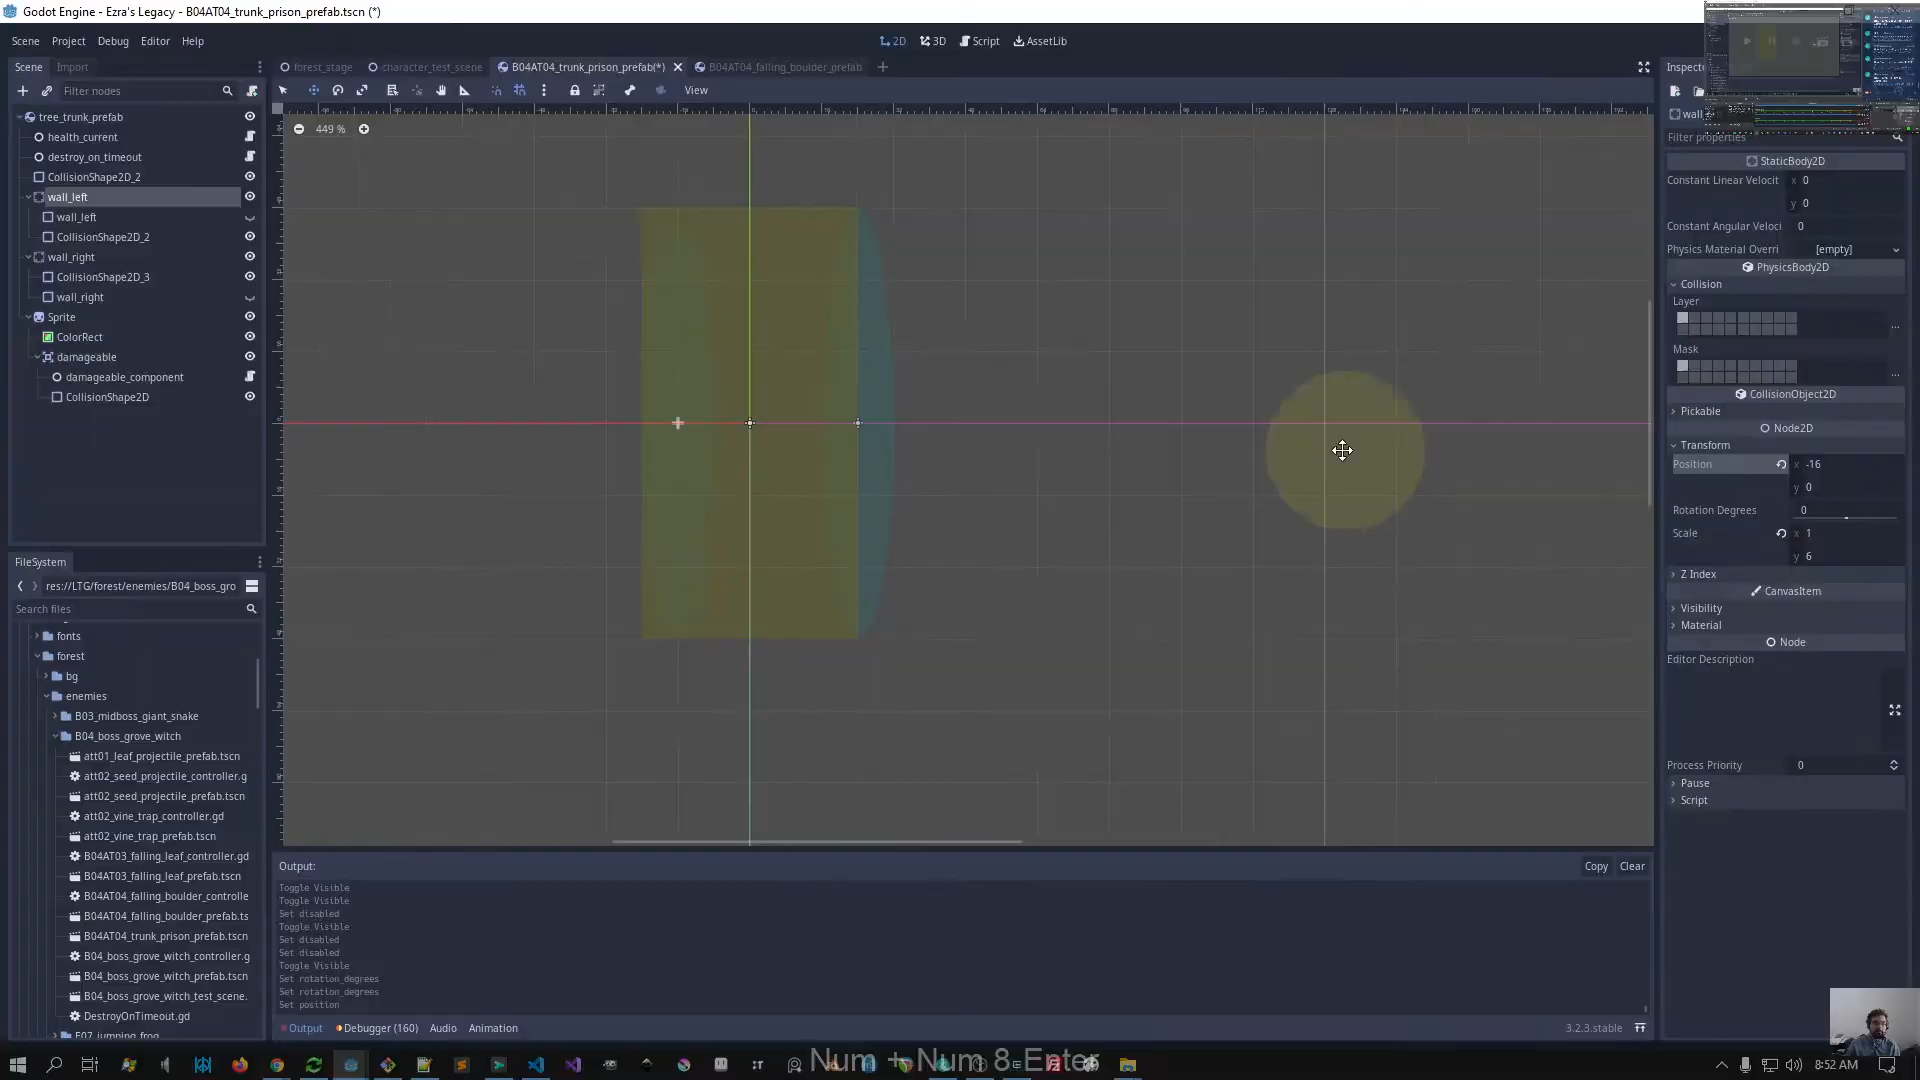 Godot Engine - Ezra's Legacy - B04AT04_trunk_prison_prefab.tscn (*)
Scene Project Debug Editor Help
2D 3D Script AssetLib
Scene Import
forest_stage character_test_scene B04AT04_trunk_prison_prefab(*) B04AT04_falling_boulder_prefab
Filter nodes
View
449 %
tree_trunk_prefab
health_current
destroy_on_timeout
CollisionShape2D_2
wall_left
wall_left
CollisionShape2D_2
wall_right
CollisionShape2D_3
wall_right
Sprite
ColorRect
damageable
damageable_component
CollisionShape2D
FileSystem
res://LTG/forest/enemies/B04_boss_gro
Search files
fonts
forest
bg
enemies
B03_midboss_giant_snake
B04_boss_grove_witch
att01_leaf_projectile_prefab.tscn
att02_seed_projectile_controller.g
att02_seed_projectile_prefab.tscn
att02_vine_trap_controller.gd
att02_vine_trap_prefab.tscn
B04AT03_falling_leaf_controller.gd
B04AT03_falling_leaf_prefab.tscn
B04AT04_falling_boulder_controlle
B04AT04_falling_boulder_prefab.ts
B04AT04_trunk_prison_prefab.tscn
B04_boss_grove_witch_controller.g
B04_boss_grove_witch_prefab.tscn
B04_boss_grove_witch_test_scene.
DestroyOnTimeout.gd
E07_jumping_frog
Output:
Copy Clear
Toggle Visible
Toggle Visible
Set disabled
Toggle Visible
Set disabled
Set disabled
Toggle Visible
Set rotation_degrees
Set rotation_degrees
Set position
Output Debugger (160) Audio Animation
3.2.3.stable
Inspecto
wall_
Filter properties
StaticBody2D
Constant Linear Velocit x 0
y 0
Constant Angular Veloci 0
Physics Material Overri [empty]
PhysicsBody2D
Collision
Layer
...
Mask
...
CollisionObject2D
Pickable
Node2D
Transform
Position x -16
y 0
Rotation Degrees 0
Scale x 1
y 6
Z Index
CanvasItem
Visibility
Material
Node
Editor Description
Process Priority 0
Pause
Script
Num + Num 8 Enter
8:52 AM